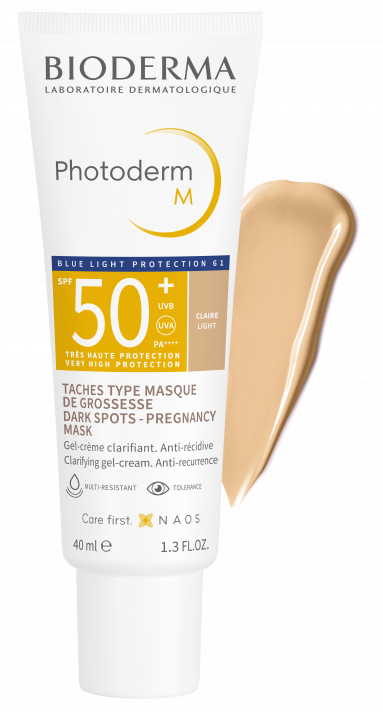 BIODERMA
LABORATOIRE DERMATOLOGIQUE
Photoderm
M
BLUE LIGHT PROTECTION 61
SPF
50+
UVB
UVA
PA++++
CLAIRE
LIGHT
TRÈS HAUTE PROTECTION
VERY HIGH PROTECTION
TACHES TYPE MASQUE
DE GROSSESSE
DARK SPOTS - PREGNANCY
MASK
Gel-crème clarifiant. Anti-récidive
Clarifying gel-cream. Anti-recurrence
MULTI-RESISTANT
TOLERANCE
Care first. NAOS
40 ml ℮ 1.3 FL.OZ.